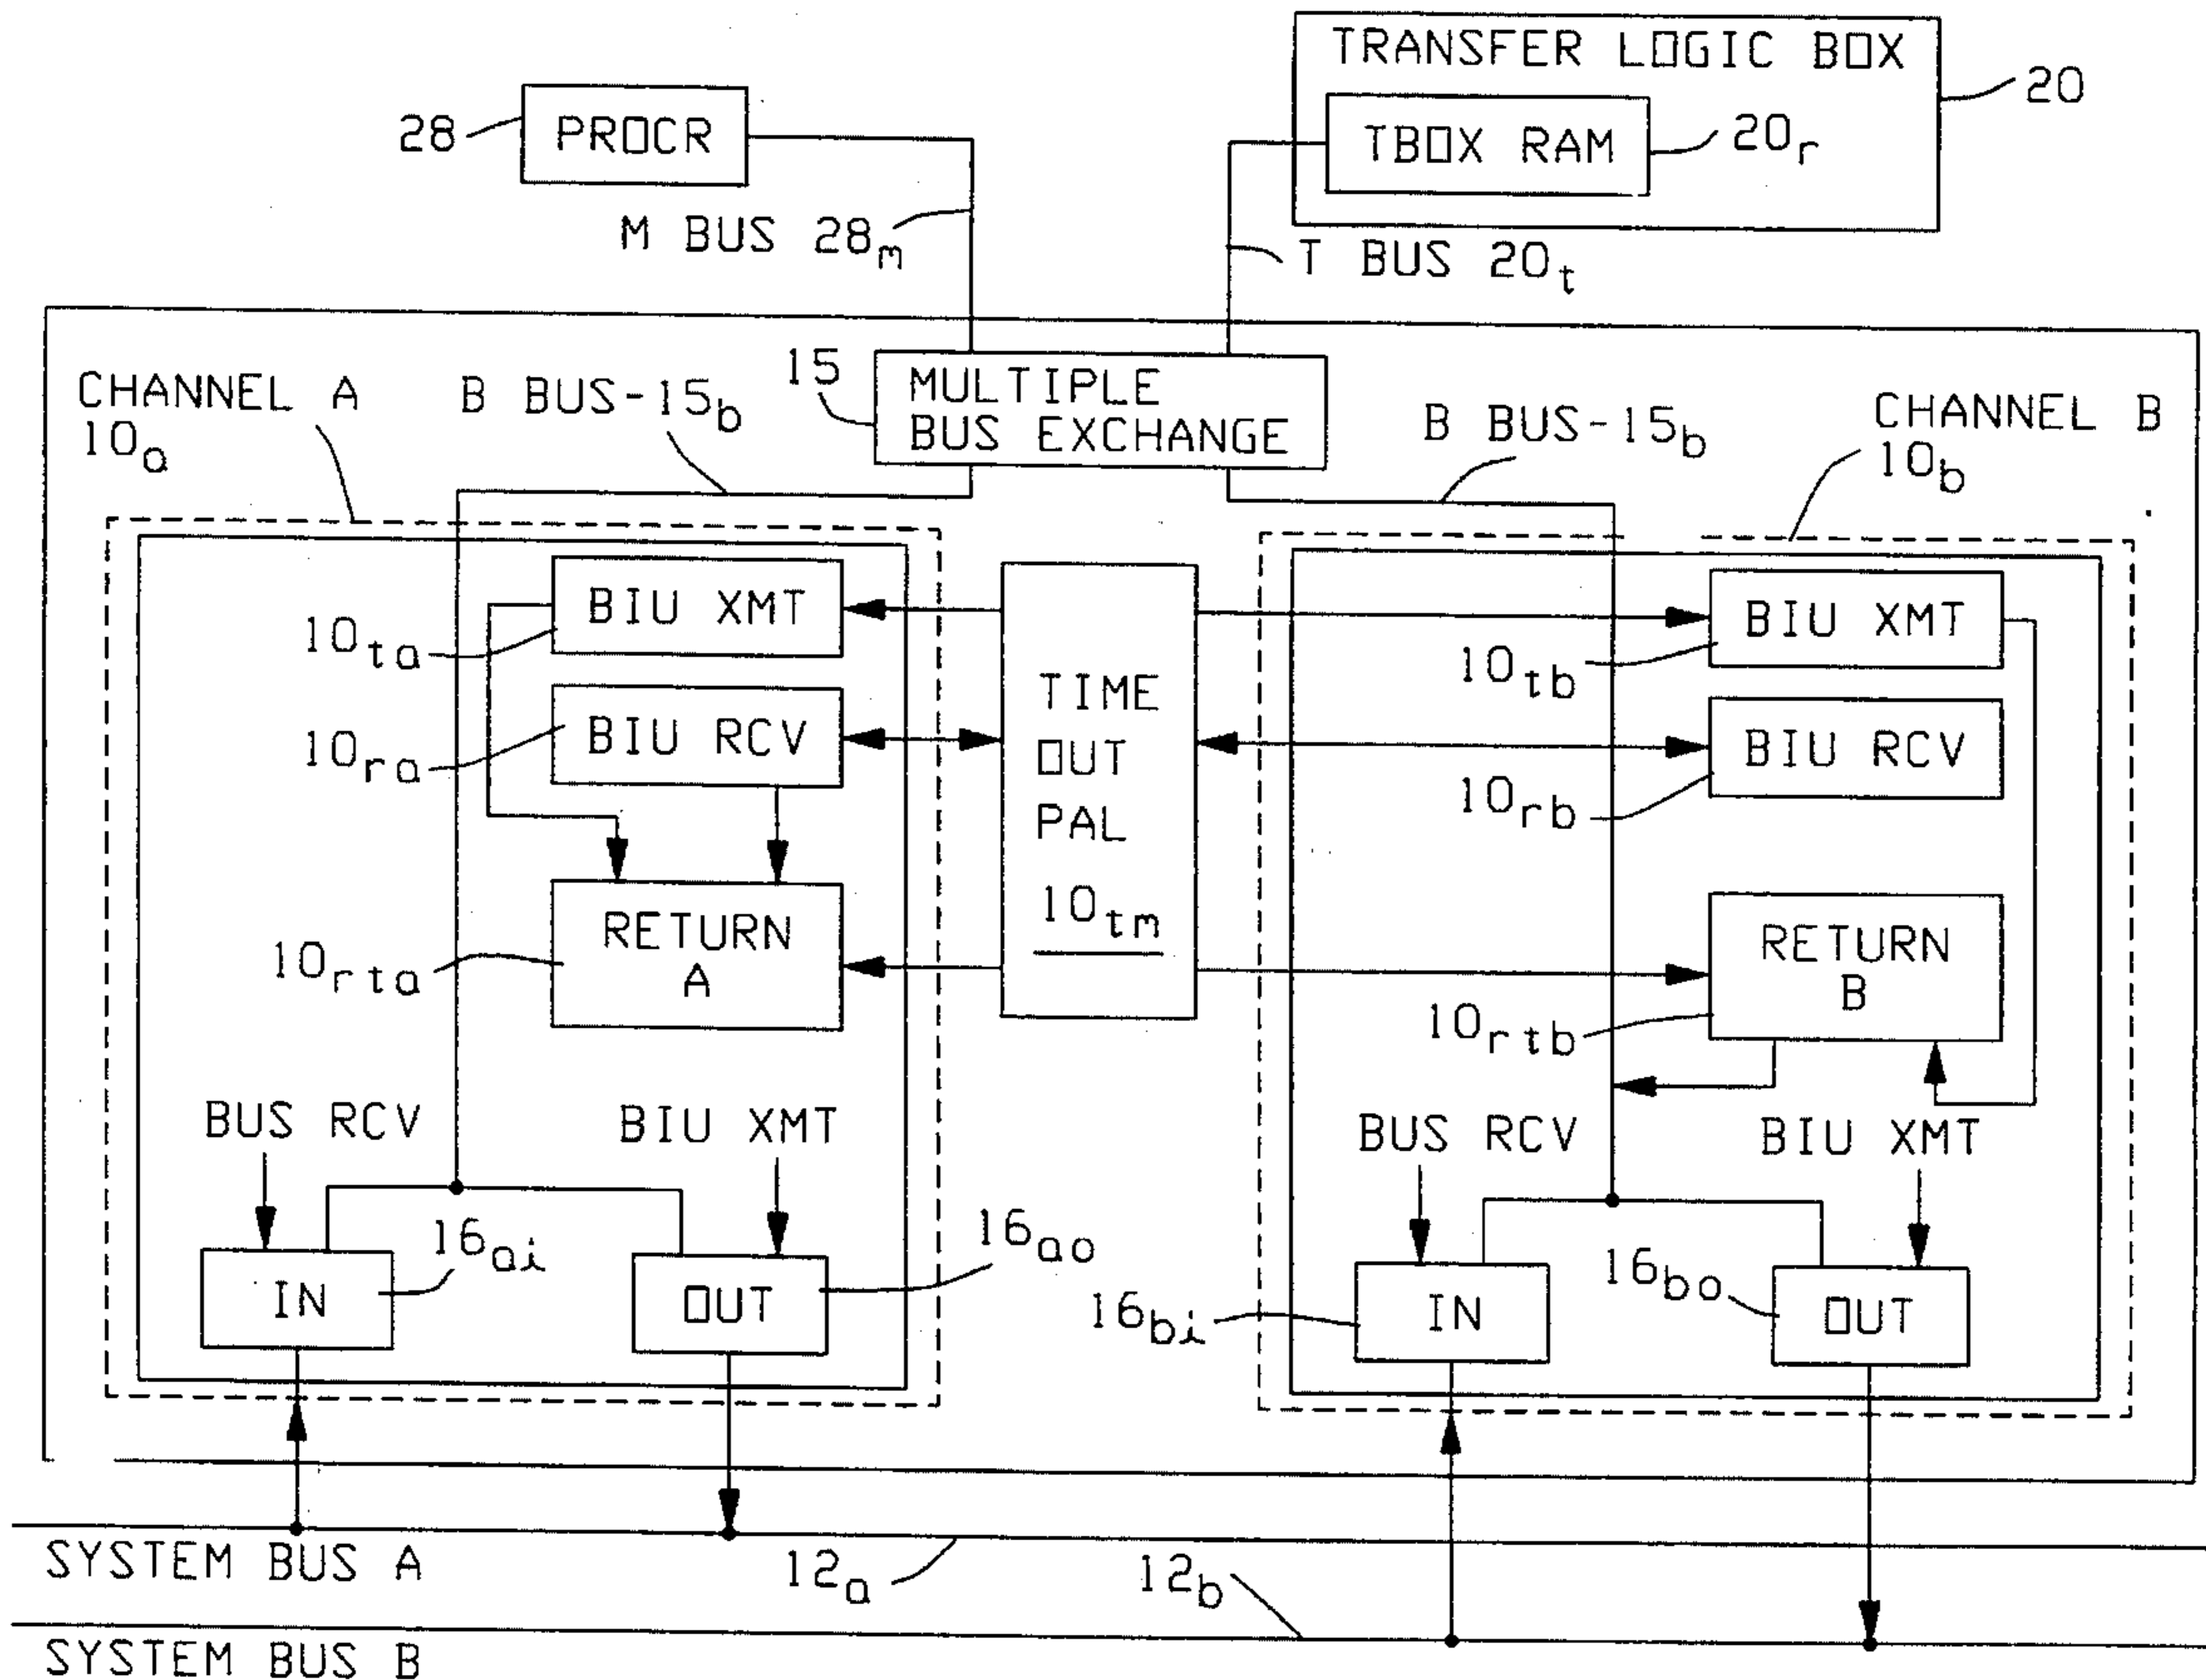 TRANSFER LOGIC BOX
20
28
PROCR
TBOX RAM
20r
M BUS 28m
T BUS 20t
CHANNEL A
10a
B BUS-15b
15
MULTIPLE
BUS EXCHANGE
B BUS-15b
CHANNEL B
10b
BIU XMT
10ta
BIU RCV
10ra
RETURN
A
10rta
TIME
OUT
PAL
10tm
BIU XMT
10tb
BIU RCV
10rb
RETURN
B
10rtb
BUS RCV
BIU XMT
16ai
16ao
IN
OUT
BUS RCV
BIU XMT
16bi
16bo
IN
OUT
SYSTEM BUS A
12a
12b
SYSTEM BUS B